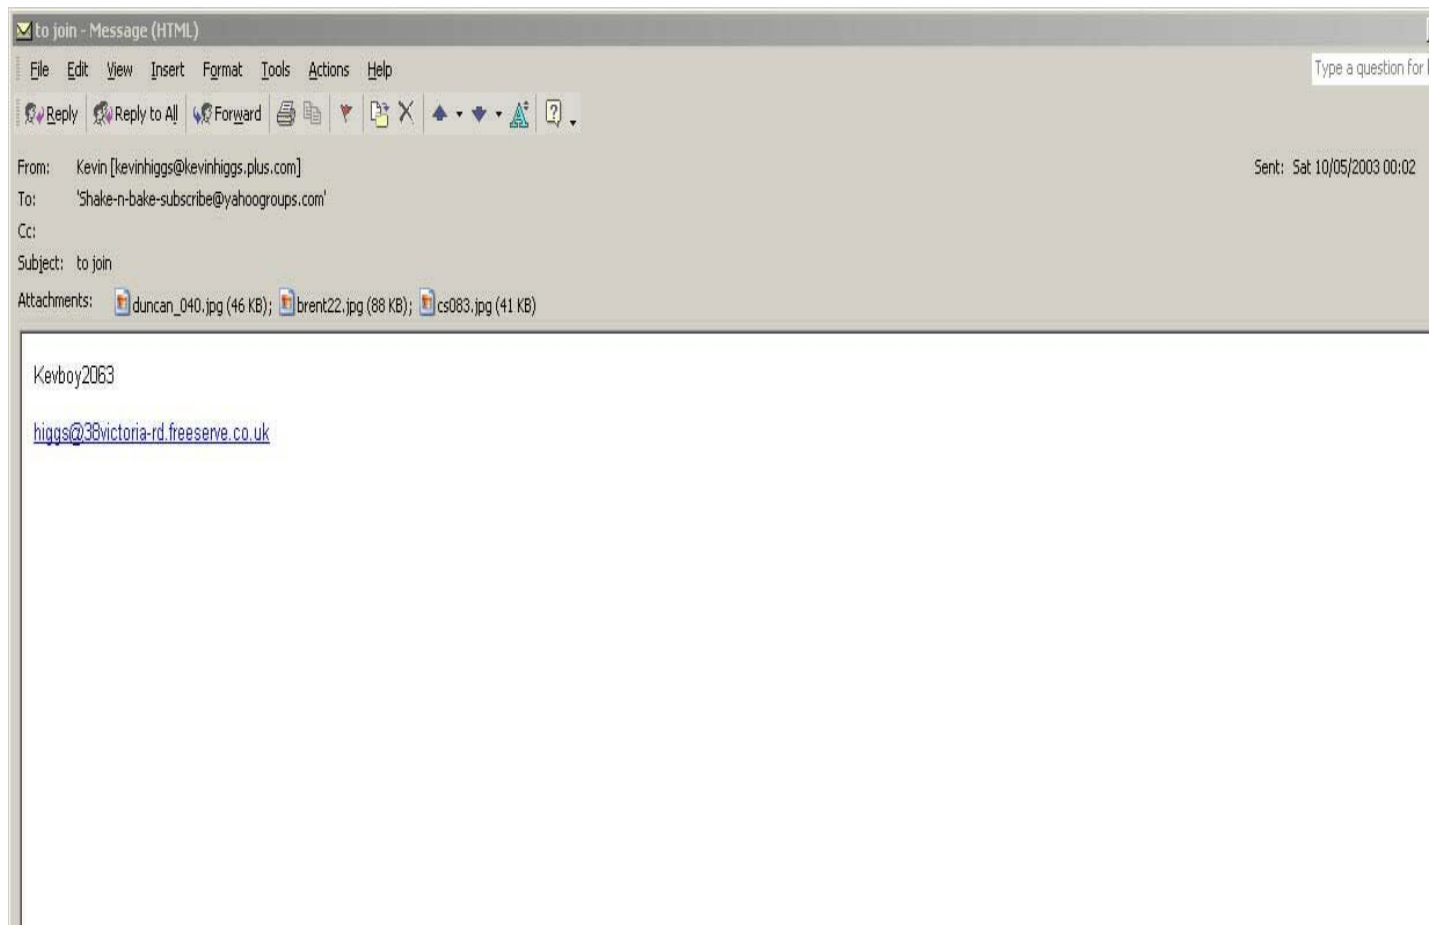 to join - Message (HTML)
File Edit View Insert Format Tools Actions Help
Type a question for
Reply Reply to All Forward
From: Kevin [kevinhiggs@kevinhiggs.plus.com]
Sent: Sat 10/05/2003 00:02
To: 'Shake-n-bake-subscribe@yahoogroups.com'
Cc:
Subject: to join
Attachments: duncan_040.jpg (46 KB); brent22.jpg (88 KB); cs083.jpg (41 KB)
Kevboy2063
higgs@38victoria-rd.freeserve.co.uk